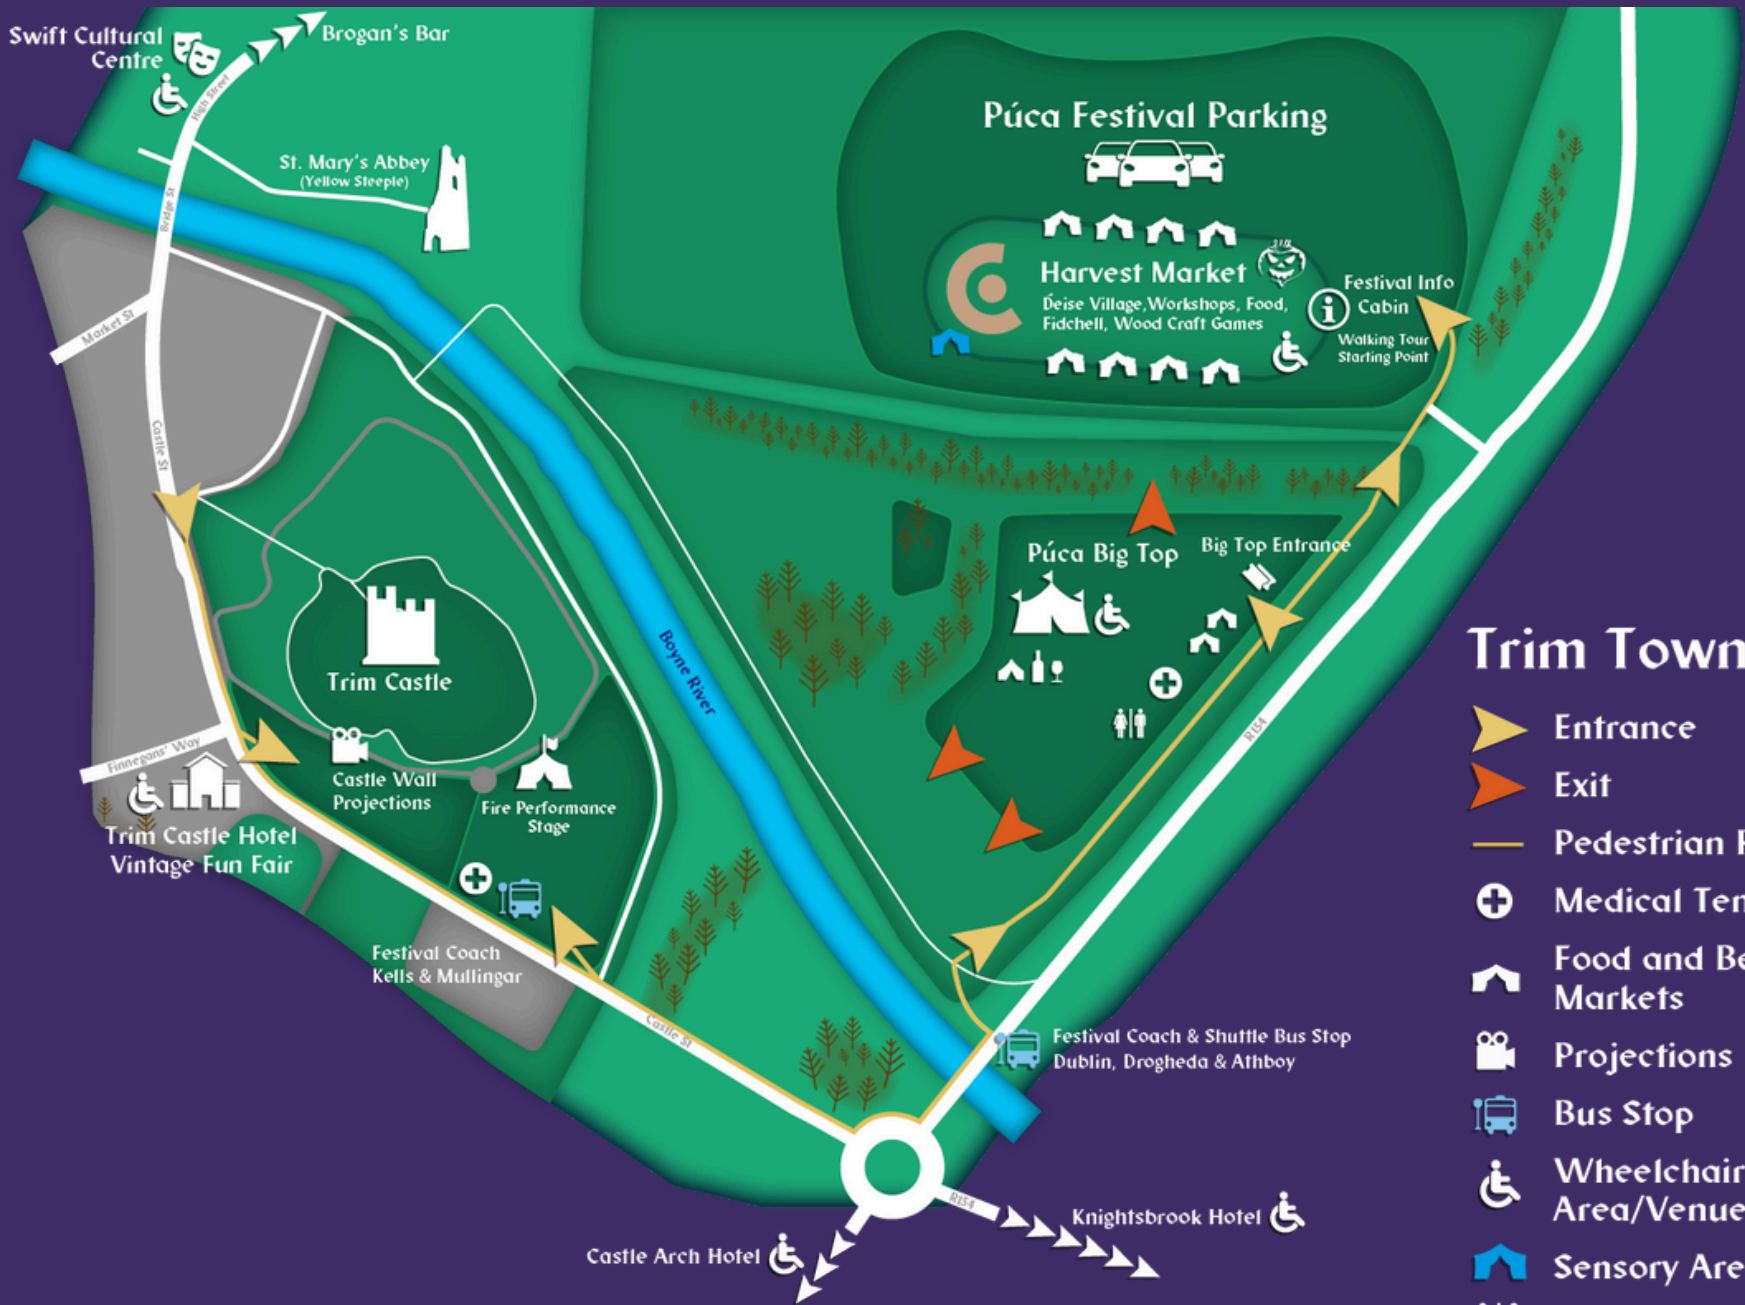 Swift Cultural
Centre
Brogan's Bar
High Street
St. Mary's Abbey
(Yellow Steeple)
Bridge St
Market St
Castle St
Púca Festival Parking
Harvest Market
Déise Village, Workshops, Food,
Fidchell, Wood Craft Games
Festival Info
Cabin
Walking Tour
Starting Point
Púca Big Top
Big Top Entrance
Boyne River
R154
Trim Castle
Finnegans' Way
Castle Wall
Projections
Fire Performance
Stage
Trim Castle Hotel
Vintage Fun Fair
Festival Coach
Kells & Mullingar
Castle St
Festival Coach & Shuttle Bus Stop
Dublin, Drogheda & Athboy
R154
Knightsbrook Hotel
Castle Arch Hotel
Trim Town
Entrance
Exit
Pedestrian
Medical Ten
Food and Be
Markets
Projections
Bus Stop
Wheelchair
Area/Venue
Sensory Are